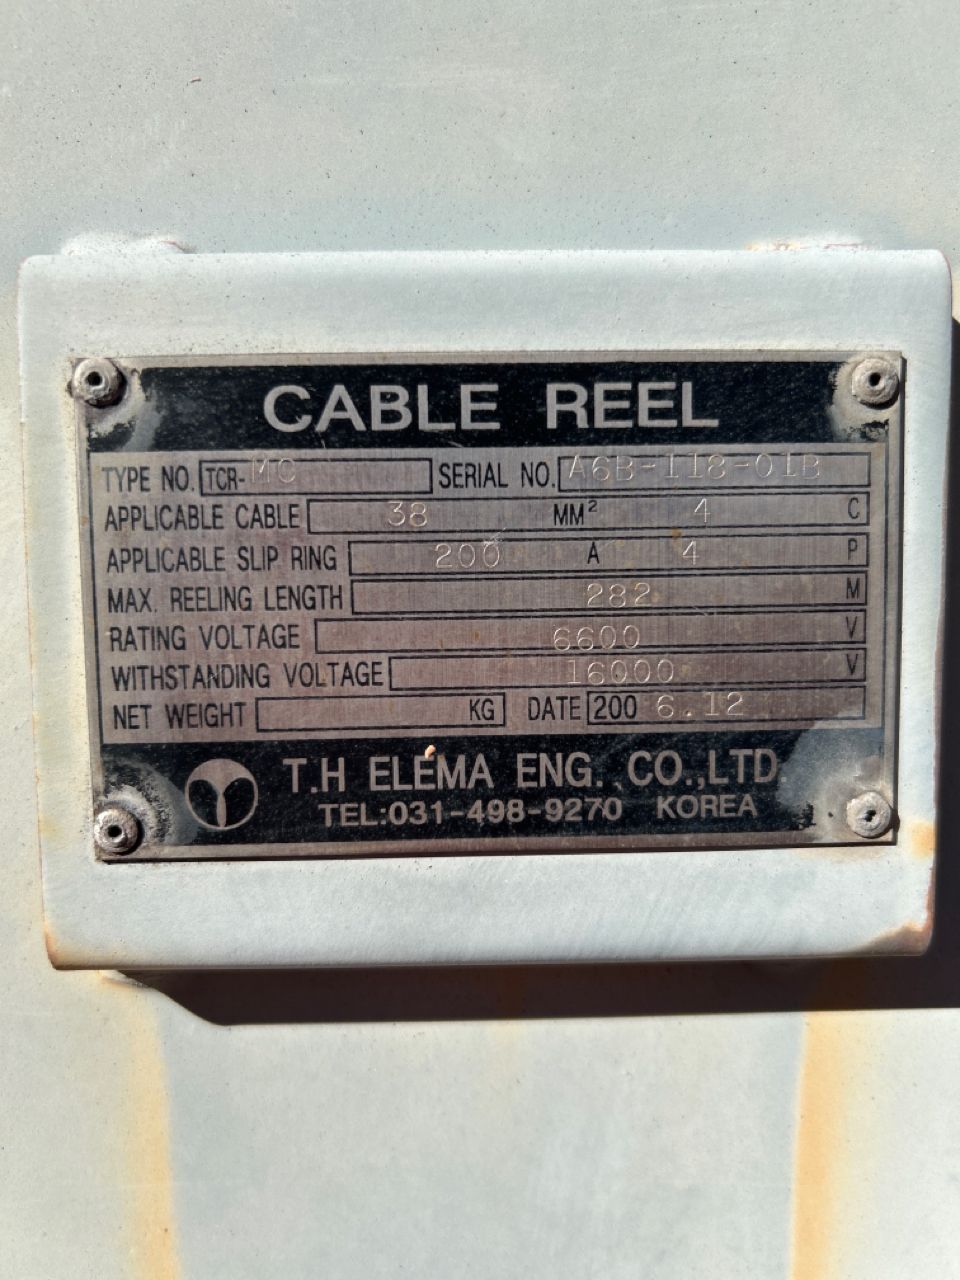 CABLE REEL
TYPE NO. TCR-MC SERIAL NO. A6B-118-01B
APPLICABLE CABLE 38 MM² 4 C
APPLICABLE SLIP RING 200 A 4 P
MAX. REELING LENGTH 282 M
RATING VOLTAGE 6600 V
WITHSTANDING VOLTAGE 16000 V
NET WEIGHT KG DATE 200 6.12
T.H ELEMA ENG. CO.,LTD.
TEL:031-498-9270 KOREA